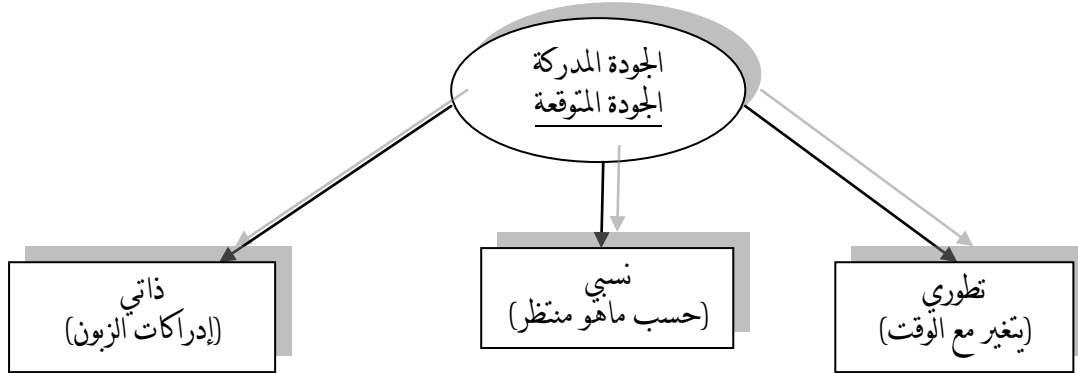 الجودة المدركة
الجودة المتوقعة
تطوري
(يتغير مع الوقت)
نسبي
(حسب ماهو منتظر)
ذاتي
(إدراكات الزبون)